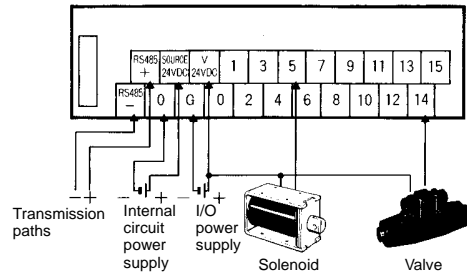 RS485 + SOURCE 24VDC V 24VDC 1 3 5 7 9 11 13 15
RS485 – 0 G 0 2 4 6 8 10 12 14
– + – + – +
Transmission paths
Internal circuit power supply
I/O power supply
Solenoid
Valve